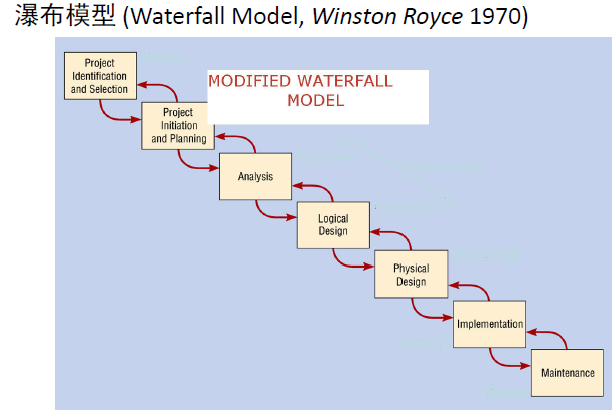 瀑布模型 (Waterfall Model, Winston Royce 1970)
Project
Identification
and Selection
MODIFIED WATERFALL
MODEL
Project
Initiation
and Planning
Analysis
Logical
Design
Physical
Design
Implementation
Maintenance